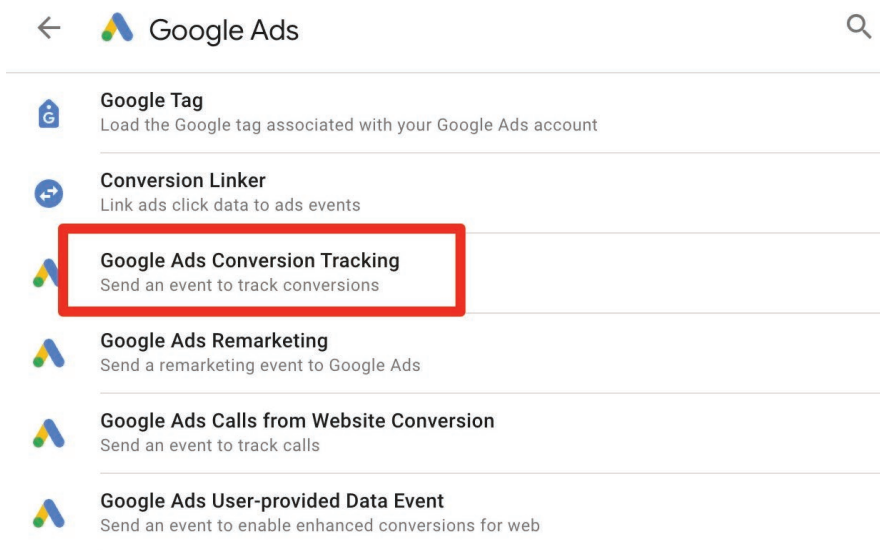 Google Ads
Google Tag
Load the Google tag associated with your Google Ads account
Conversion Linker
Link ads click data to ads events
Google Ads Conversion Tracking
Send an event to track conversions
Google Ads Remarketing
Send a remarketing event to Google Ads
Google Ads Calls from Website Conversion
Send an event to track calls
Google Ads User-provided Data Event
Send an event to enable enhanced conversions for web